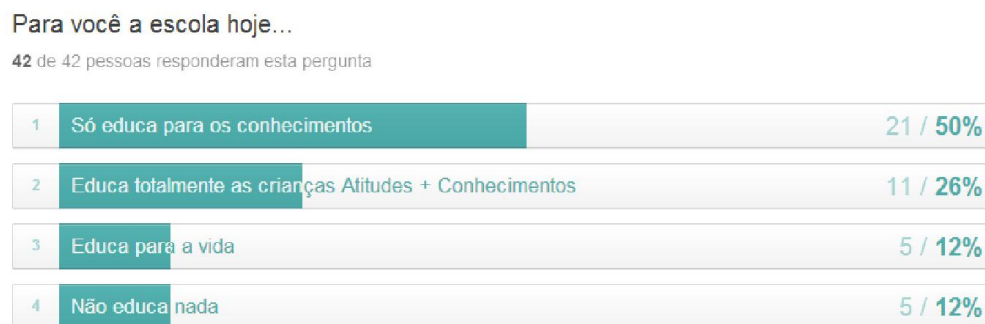 Para você a escola hoje...
42 de 42 pessoas responderam esta pergunta
1 Só educa para os conhecimentos 21 / 50%
2 Educa totalmente as crianças Atitudes + Conhecimentos 11 / 26%
3 Educa para a vida 5 / 12%
4 Não educa nada 5 / 12%